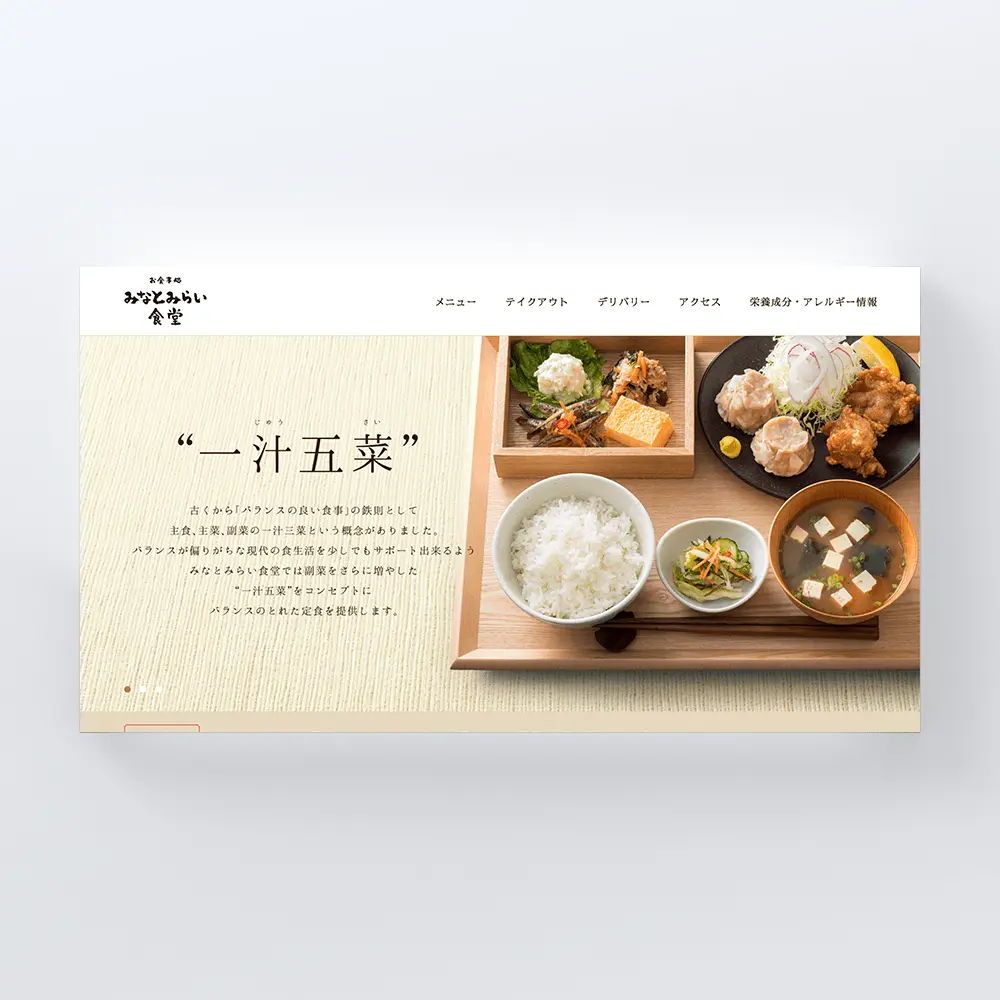 お食事処
みなとみらい
食堂
メニュー
テイクアウト
デリバリー
アクセス
栄養成分・アレルギー情報
じゅう さい
“一汁五菜”
古くから「バランスの良い食事」の鉄則として
主食、主菜、副菜の一汁三菜という概念がありました。
バランスが偏りがちな現代の食生活を少しでもサポート出来るよう
みなとみらい食堂では副菜をさらに増やした
“一汁五菜”をコンセプトに
バランスのとれた定食を提供します。